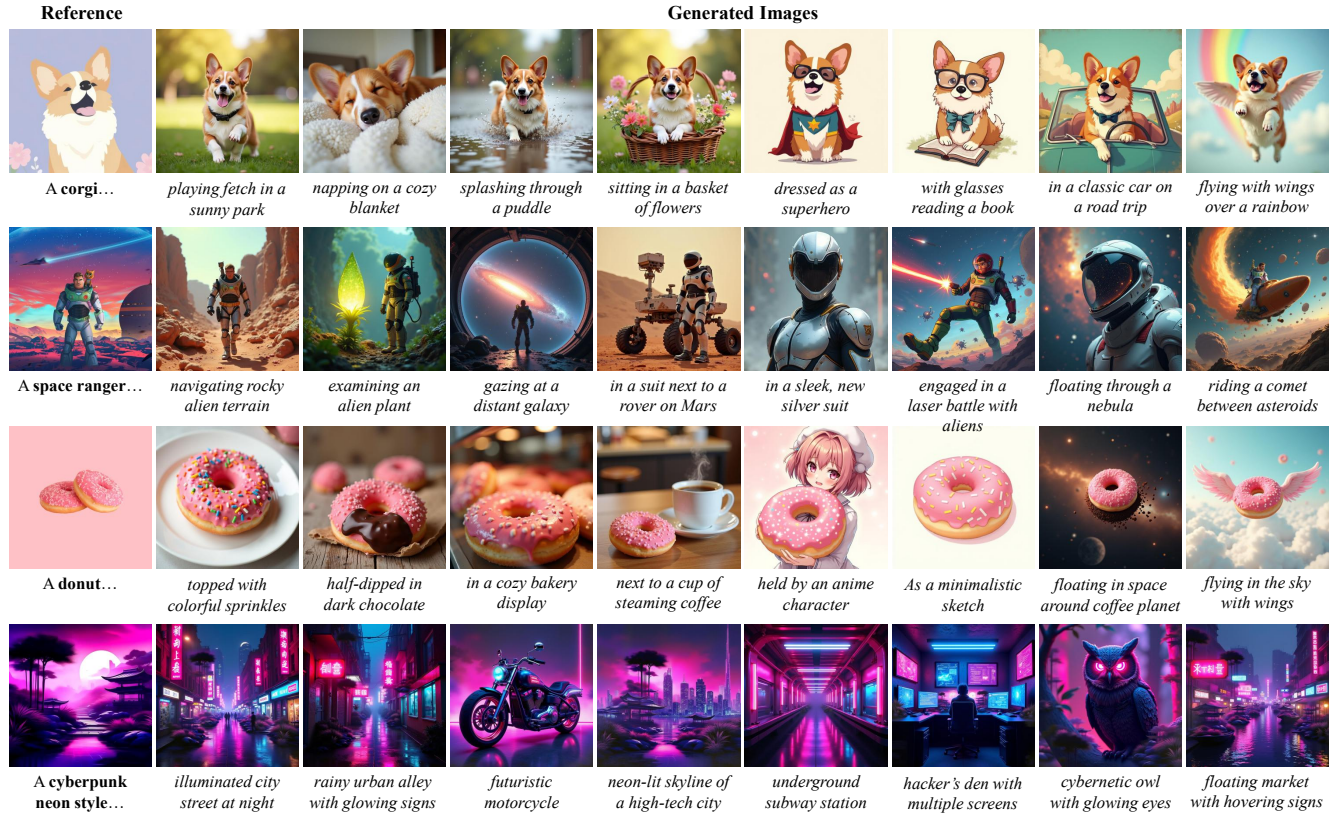 Reference
Generated Images
A corgi…
playing fetch in a
sunny park
napping on a cozy
blanket
splashing through
a puddle
sitting in a basket
of flowers
dressed as a
superhero
with glasses
reading a book
in a classic car on
a road trip
flying with wings
over a rainbow
A space ranger…
navigating rocky
alien terrain
examining an
alien plant
gazing at a
distant galaxy
in a suit next to a
rover on Mars
in a sleek, new
silver suit
engaged in a
laser battle with
aliens
floating through a
nebula
riding a comet
between asteroids
A donut…
topped with
colorful sprinkles
half-dipped in
dark chocolate
in a cozy bakery
display
next to a cup of
steaming coffee
held by an anime
character
As a minimalistic
sketch
floating in space
around coffee planet
flying in the sky
with wings
A cyberpunk
neon style…
illuminated city
street at night
rainy urban alley
with glowing signs
futuristic
motorcycle
neon-lit skyline of
a high-tech city
underground
subway station
hacker's den with
multiple screens
cybernetic owl
with glowing eyes
floating market
with hovering signs